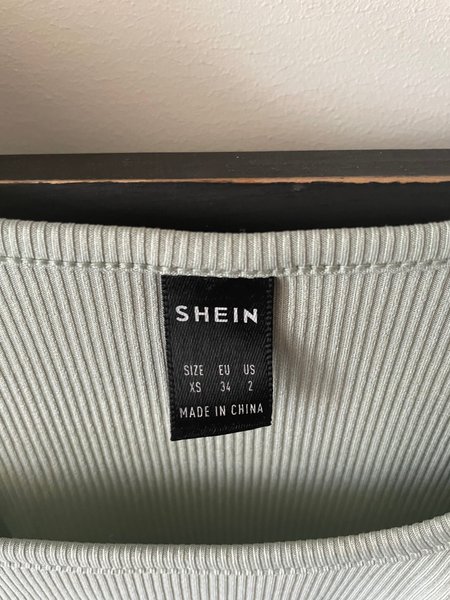 SHEIN
SIZE EU US
XS 34 2
MADE IN CHINA